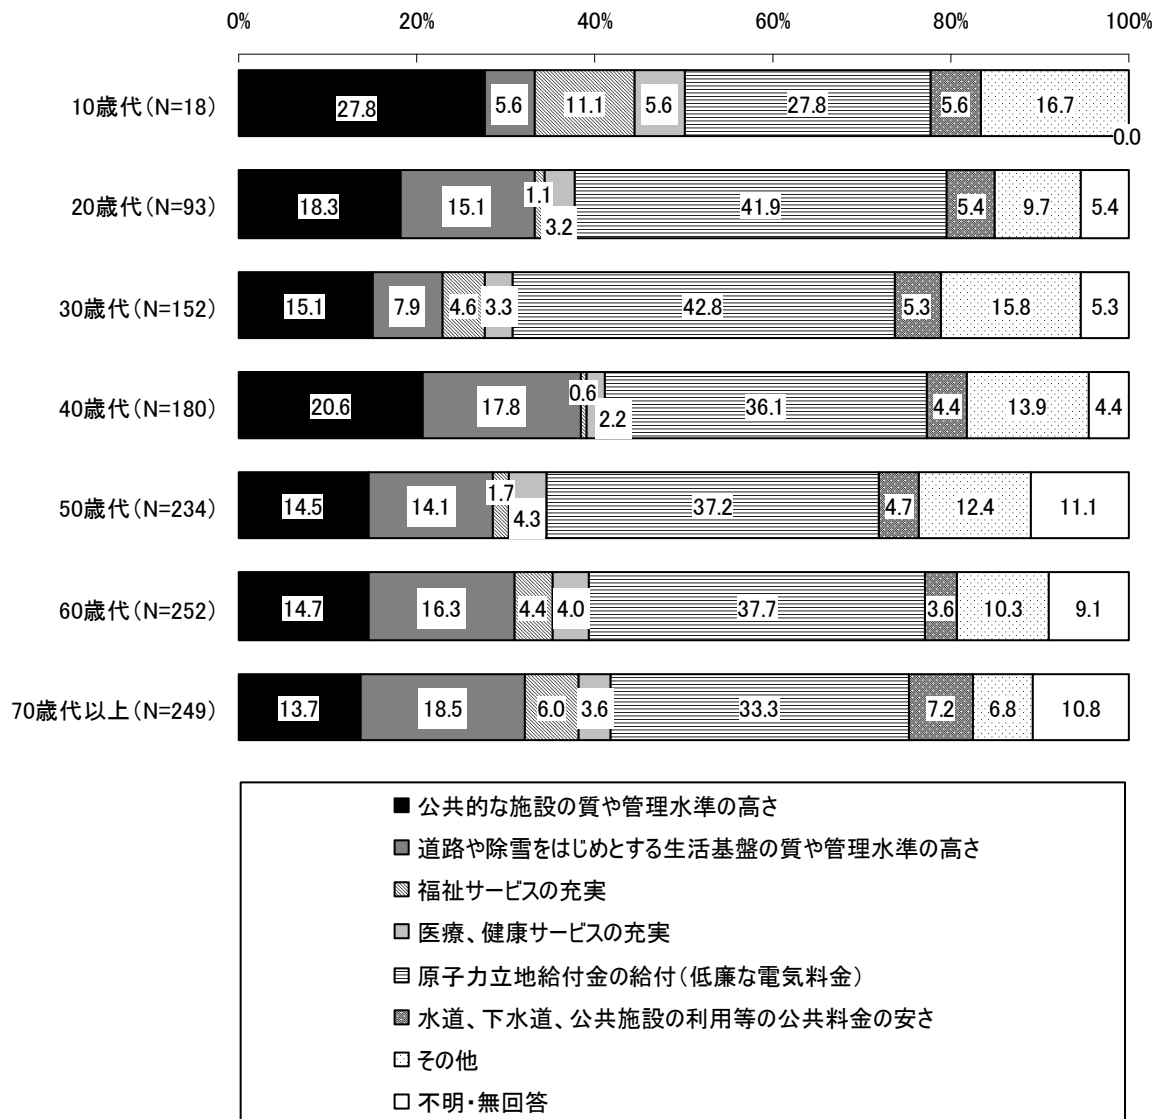 0% 20% 40% 60% 80% 100%
10歳代(N=18) 27.8 5.6 11.1 5.6 27.8 5.6 16.7 0.0
20歳代(N=93) 18.3 15.1 1.1 3.2 41.9 5.4 9.7 5.4
30歳代(N=152) 15.1 7.9 4.6 3.3 42.8 5.3 15.8 5.3
40歳代(N=180) 20.6 17.8 0.6 2.2 36.1 4.4 13.9 4.4
50歳代(N=234) 14.5 14.1 1.7 4.3 37.2 4.7 12.4 11.1
60歳代(N=252) 14.7 16.3 4.4 4.0 37.7 3.6 10.3 9.1
70歳代以上(N=249) 13.7 18.5 6.0 3.6 33.3 7.2 6.8 10.8
公共的な施設の質や管理水準の高さ
道路や除雪をはじめとする生活基盤の質や管理水準の高さ
福祉サービスの充実
医療、健康サービスの充実
原子力立地給付金の給付(低廉な電気料金)
水道、下水道、公共施設の利用等の公共料金の安さ
その他
不明・無回答